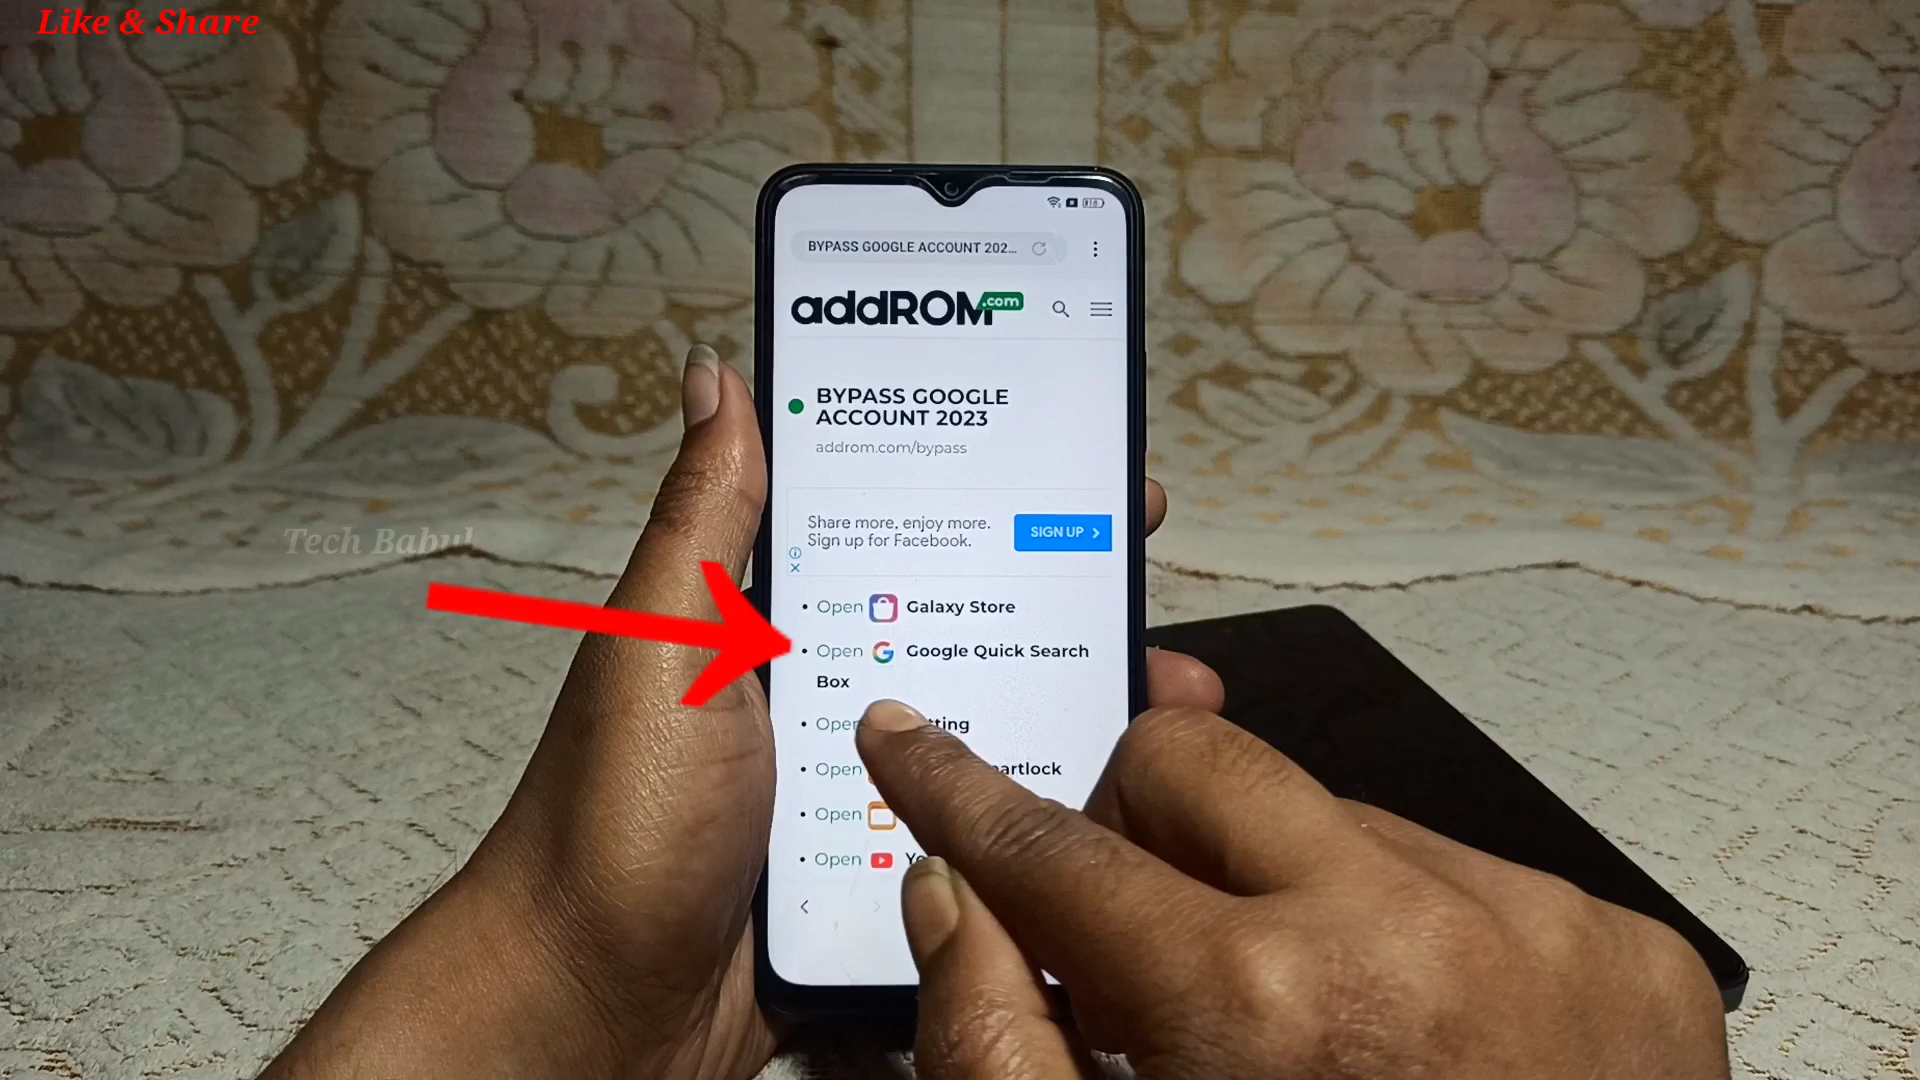 Like & Share
BYPASS GOOGLE ACCOUNT 202...
addROM.com
BYPASS GOOGLE
ACCOUNT 2023
addrom.com/bypass
Share more, enjoy more.
Sign up for Facebook.
SIGN UP
Tech Babul
• Open Galaxy Store
• Open Google Quick Search
Box
• Open
• Open
• Open
• Open